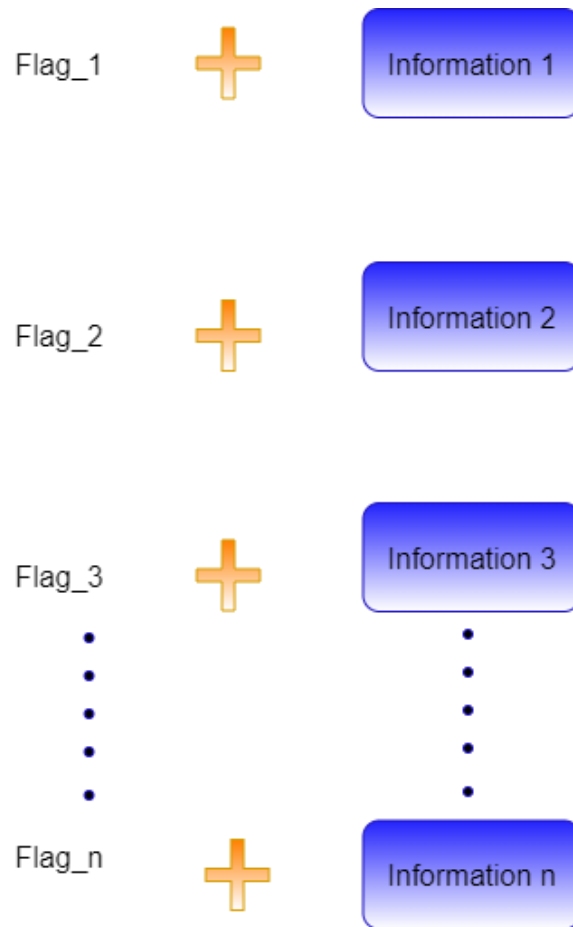 Flag_1
Information 1
Flag_2
Information 2
Flag_3
Information 3
Flag_n
Information n